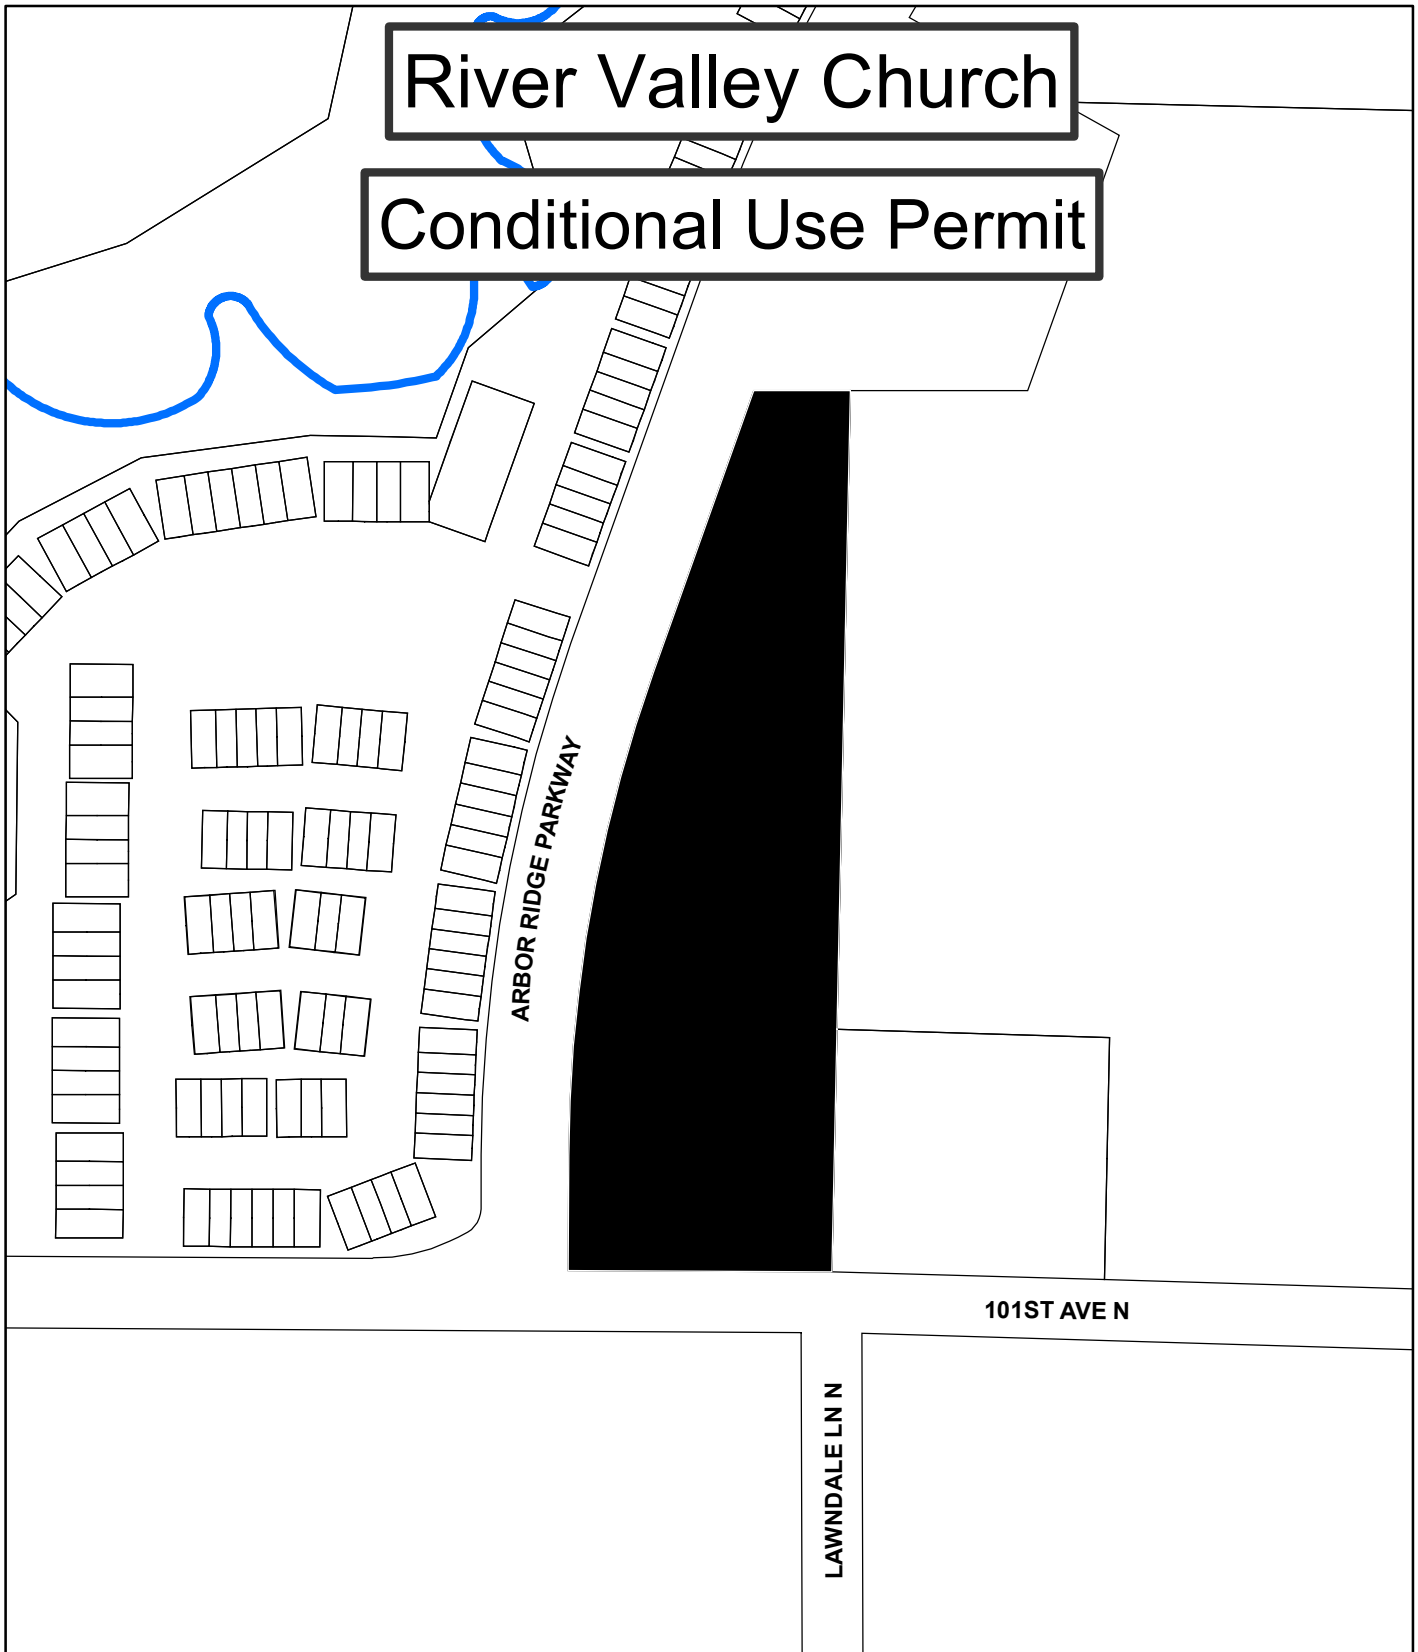 River Valley Church
Conditional Use Permit
ARBOR RIDGE PARKWAY
101ST AVE N
LAWNDALE LN N